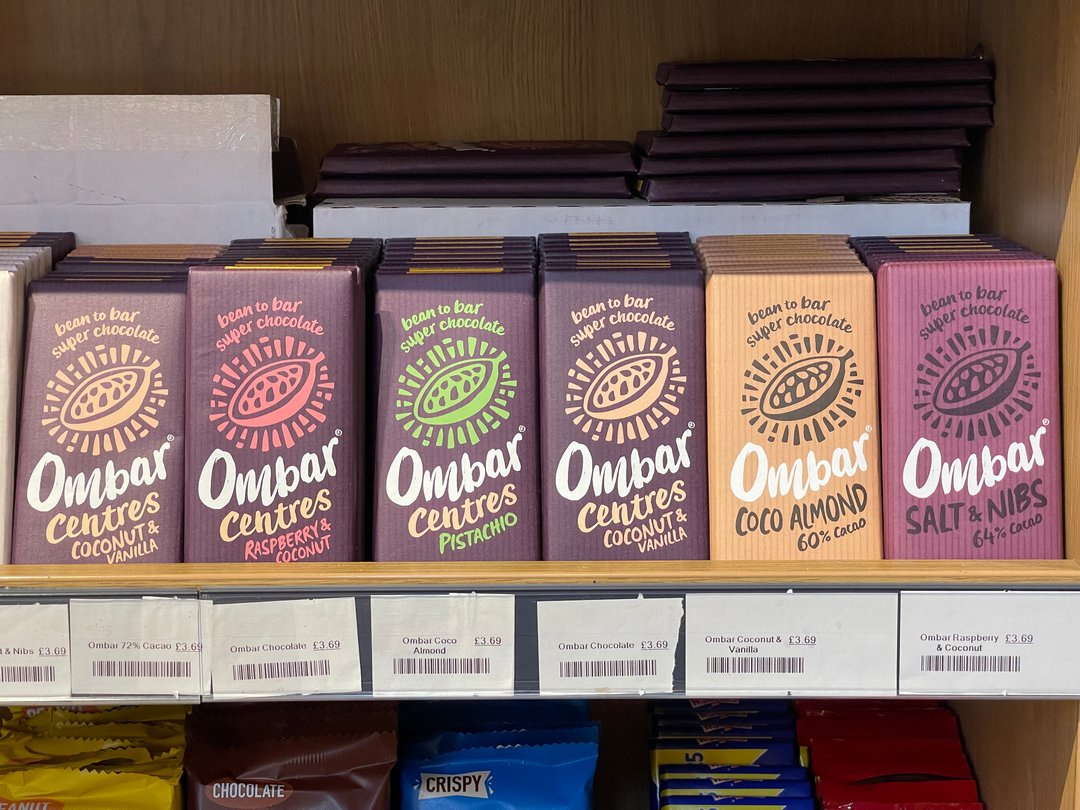 bean to bar
super chocolate
Ombar®
centres
COCONUT &
VANILLA
bean to bar
super chocolate
Ombar®
centres
RASPBERRY &
COCONUT
bean to bar
super chocolate
Ombar®
centres
PISTACHIO
bean to bar
super chocolate
Ombar®
centres
COCONUT &
VANILLA
bean to bar
super chocolate
Ombar®
COCO ALMOND
60% cacao
bean to bar
super chocolate
Ombar®
SALT & NIBS
64% cacao
t & Nibs £3.69
Ombar 72% Cacao £3.69
Ombar Chocolate £3.69
Ombar Coco £3.69
Almond
Ombar Chocolate £3.69
Ombar Coconut & £3.69
Vanilla
Ombar Raspberry £3.69
& Coconut
EANUT
CHOCOLATE
CRISPY
5